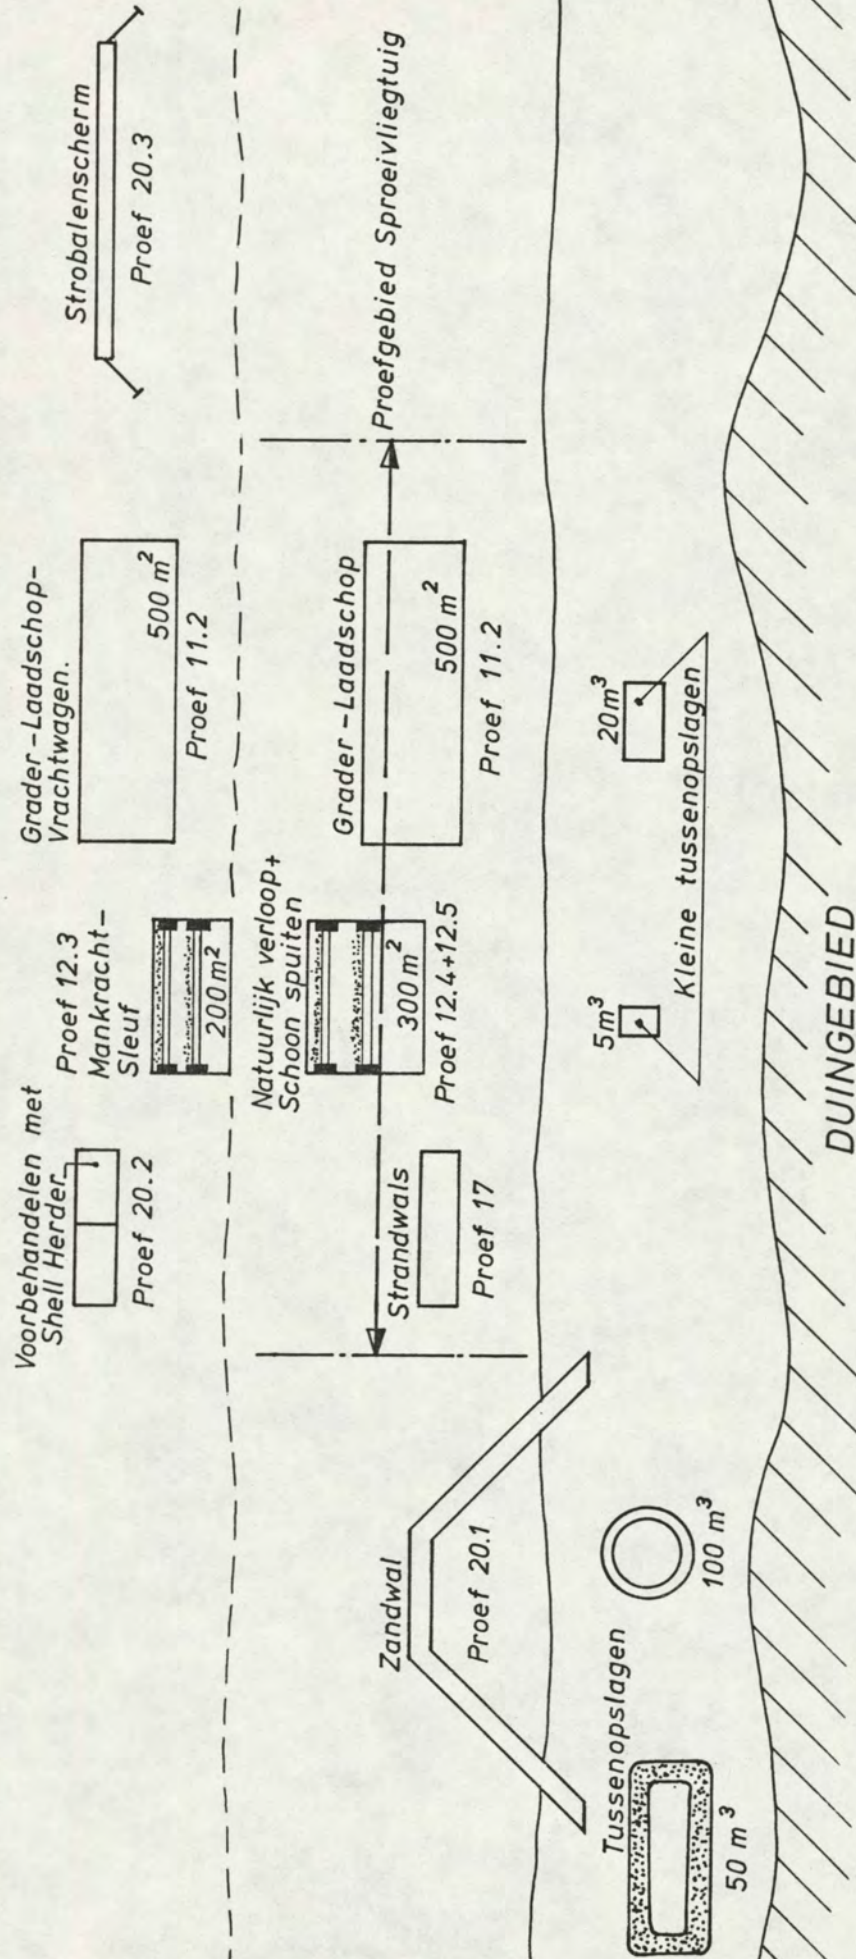 Voorbehandelen met
Shell Herder
Proef 20.2
Proef 12.3
Mankracht-
Sleuf
200 m²
Grader-Laadschop-
Vrachtwagen.
500 m²
Proef 11.2
Strobalenscherm
Proef 20.3
Zandwal
Proef 20.1
Strandwals
Proef 17
Natuurlijk verloop+
Schoon spuiten
300 m²
Proef 12.4+12.5
Grader-Laadschop
500 m²
Proef 11.2
Proefgebied Sproeivliegtuig
Tussenopslagen
50 m³
100 m³
5m³
20m³
Kleine tussenopslagen
DUINGEBIED